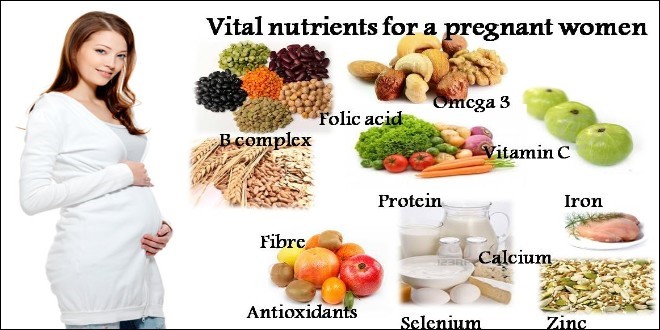 Vital nutrients for a pregnant women
Omega 3
Folic acid
B complex
Vitamin C
Protein
Iron
Fibre
Calcium
Antioxidants
Selenium
Zinc